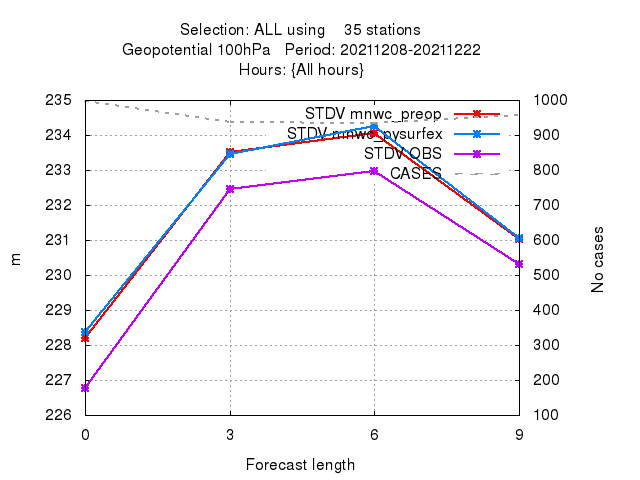 Selection: ALL using    35 stations
Geopotential 100hPa   Period: 20211208-20211222
Hours: {All hours}
235
234
233
232
231
230
229
228
227
226
m
STDV mnwc_preop
STDV mnwc_pysurfex
STDV OBS
CASES
1000
900
800
700
600
500
400
300
200
100
No cases
0 3 6 9
Forecast length